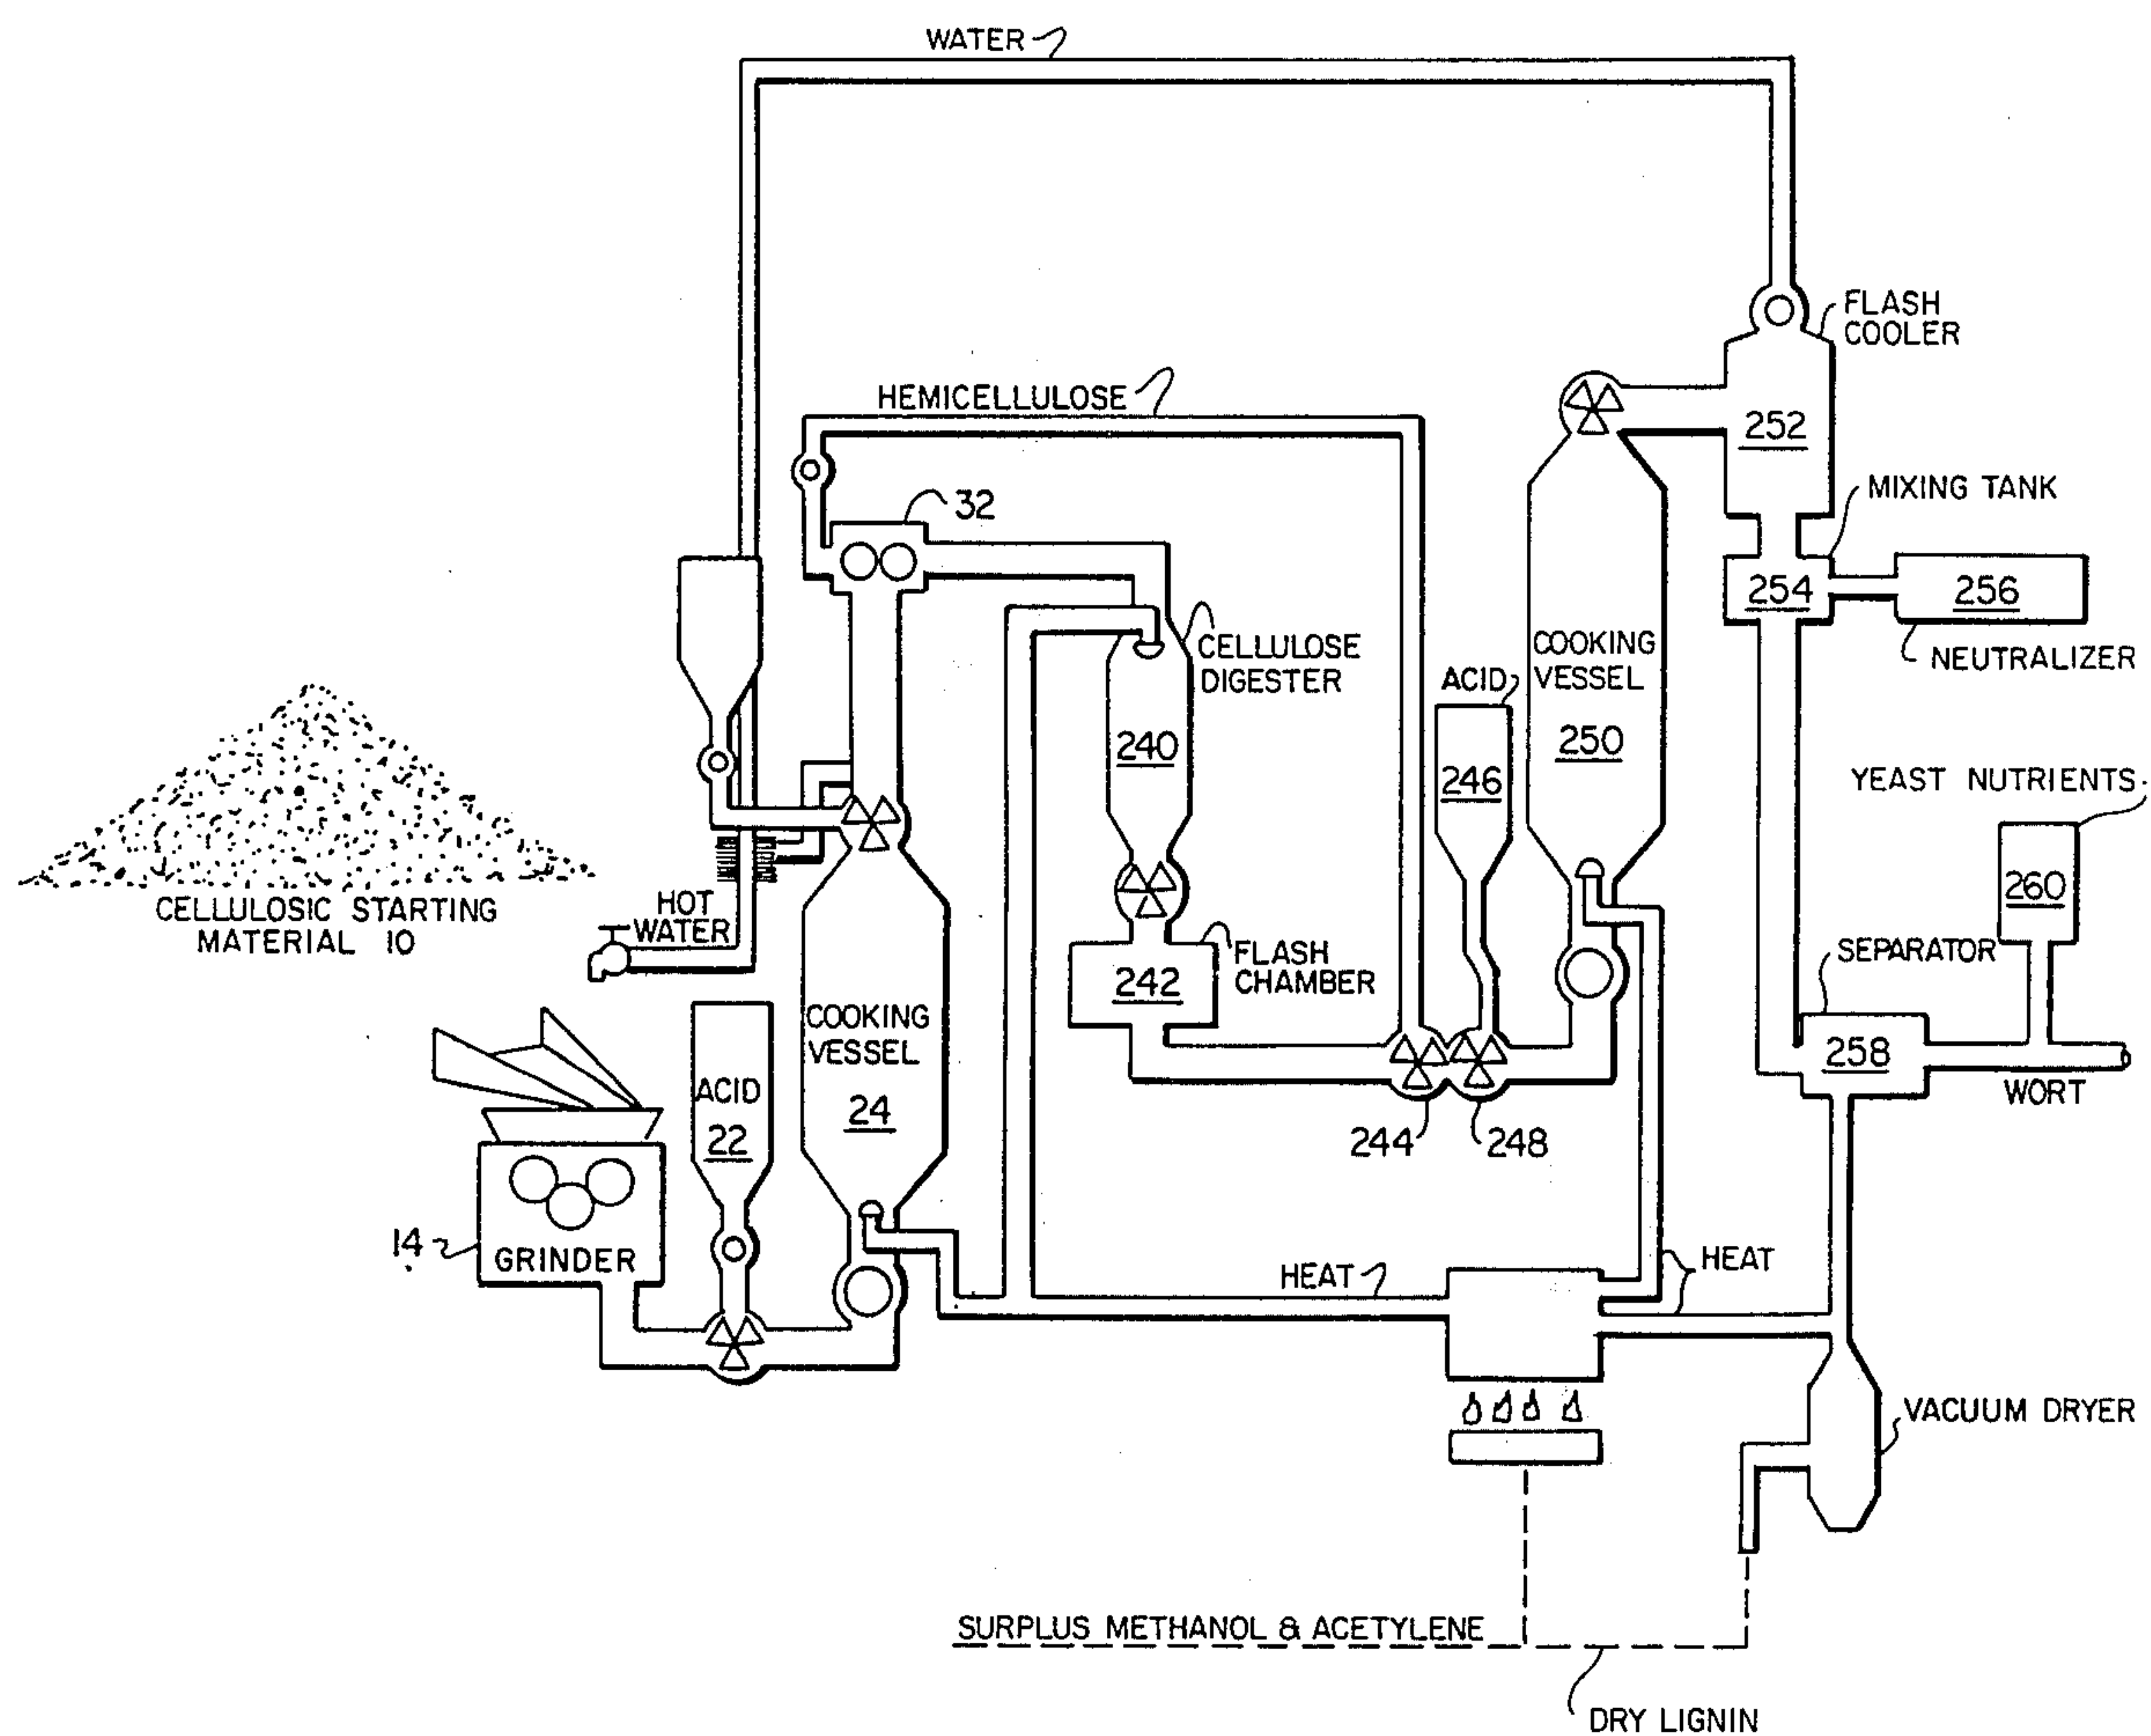 WATER
FLASH
COOLER
HEMICELLULOSE
252
MIXING TANK
32
254
256
NEUTRALIZER
CELLULOSE
DIGESTER
COOKING
VESSEL
ACID
240
250
246
YEAST NUTRIENTS
260
CELLULOSIC STARTING
MATERIAL 10
HOT
WATER
SEPARATOR
FLASH
CHAMBER
242
COOKING
VESSEL
258
WORT
ACID
22
24
244
248
14
GRINDER
HEAT
HEAT
VACUUM DRYER
SURPLUS METHANOL & ACETYLENE
DRY LIGNIN